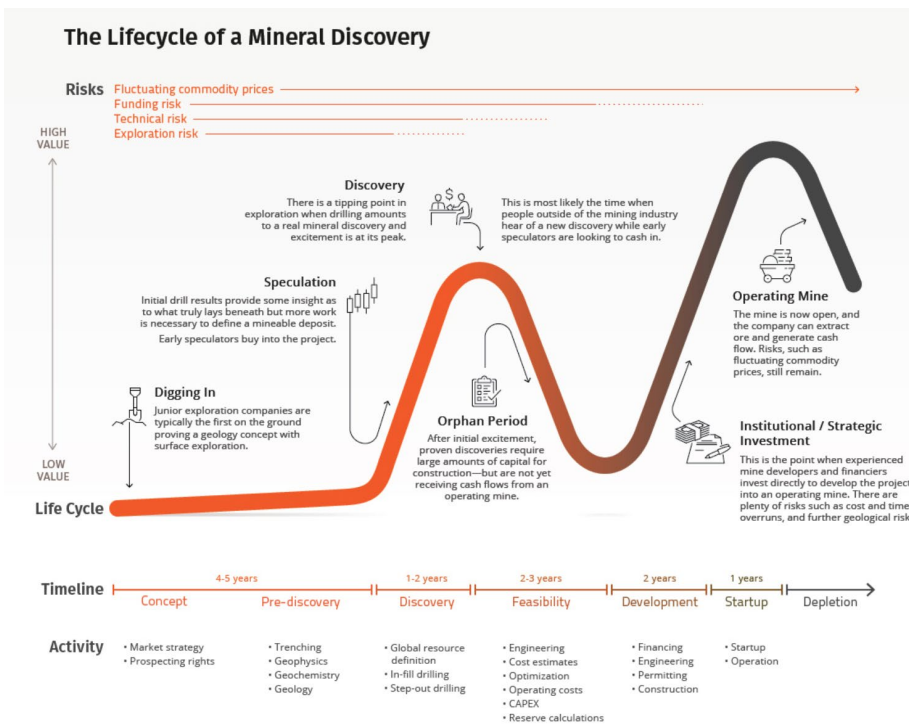 The Lifecycle of a Mineral Discovery
Risks
Fluctuating commodity prices
Funding risk
Technical risk
Exploration risk
HIGH
VALUE
LOW
VALUE
Discovery
There is a tipping point in
exploration when drilling amounts
to a real mineral discovery and
excitement is at its peak.
$
This is most likely the time when
people outside of the mining industry
hear of a new discovery while early
speculators are looking to cash in.
Speculation
Initial drill results provide some insight as
to what truly lays beneath but more work
is necessary to define a mineable deposit.
Early speculators buy into the project.
Operating Mine
The mine is now open, and
the company can extract
ore and generate cash
flow. Risks, such as
fluctuating commodity
prices, still remain.
Digging In
Junior exploration companies are
typically the first on the ground
proving a geology concept with
surface exploration.
Orphan Period
After initial excitement,
proven discoveries require
large amounts of capital for
construction—but are not yet
receiving cash flows from an
operating mine.
Institutional / Strategic
Investment
This is the point when experienced
mine developers and financiers
invest directly to develop the project
into an operating mine. There are
plenty of risks such as cost and time
overruns, and further geological risk
Life Cycle
Timeline
4-5 years
1-2 years
2-3 years
2 years
1 years
Concept
Pre-discovery
Discovery
Feasibility
Development
Startup
Depletion
Activity
• Market strategy
• Prospecting rights
• Trenching
• Geophysics
• Geochemistry
• Geology
• Global resource
definition
• In-fill drilling
• Step-out drilling
• Engineering
• Cost estimates
• Optimization
• Operating costs
• CAPEX
• Reserve calculations
• Financing
• Engineering
• Permitting
• Construction
• Startup
• Operation